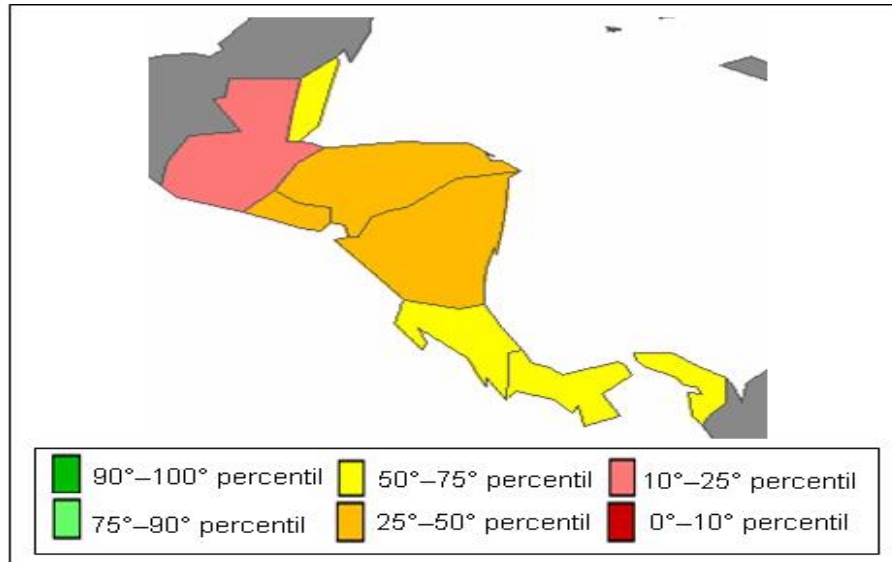 90°–100° percentil
50°–75° percentil
10°–25° percentil
75°–90° percentil
25°–50° percentil
0°–10° percentil